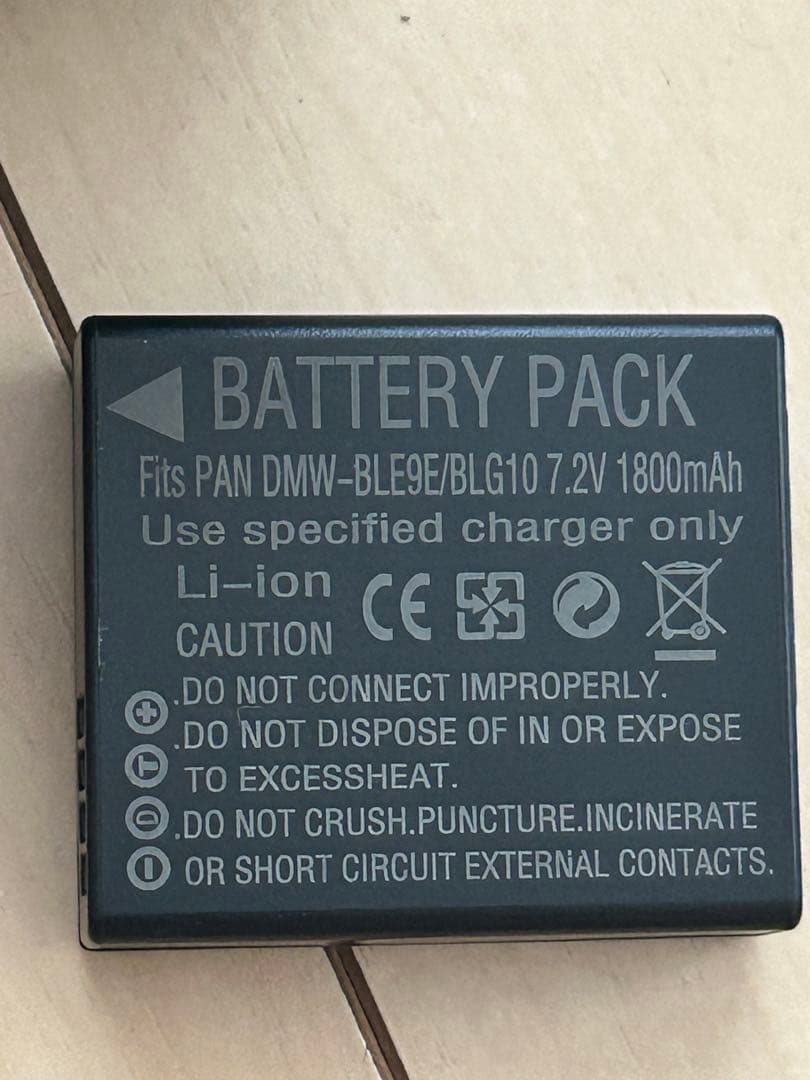 BATTERY PACK
Fits PAN DMW-BLE9E/BLG10 7.2V 1800mAh
Use specified charger only
Li-ion
CE
CAUTION
.DO NOT CONNECT IMPROPERLY.
.DO NOT DISPOSE OF IN OR EXPOSE
TO EXCESSHEAT.
.DO NOT CRUSH.PUNCTURE.INCINERATE
OR SHORT CIRCUIT EXTERNAL CONTACTS.
+
T
D
-